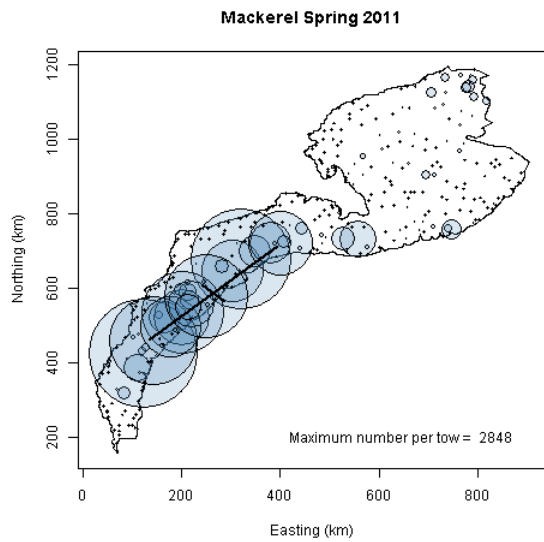 Mackerel Spring 2011
1200
1000
800
600
400
200
Northing (km)
Maximum number per tow = 2848
0 200 400 600 800
Easting (km)